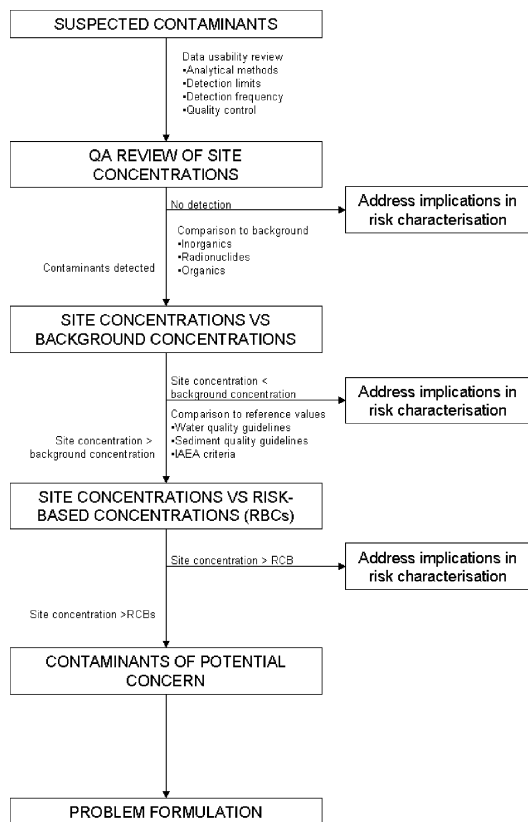 SUSPECTED CONTAMINANTS
Data usability review
•Analytical methods
•Detection limits
•Detection frequency
•Quality control
QA REVIEW OF SITE
CONCENTRATIONS
No detection
Address implications in
risk characterisation
Comparison to background
•Inorganics
•Radionuclides
•Organics
Contaminants detected
SITE CONCENTRATIONS VS
BACKGROUND CONCENTRATIONS
Site concentration <
background concentration
Address implications in
risk characterisation
Comparison to reference values
•Water quality guidelines
•Sediment quality guidelines
•IAEA criteria
Site concentration >
background concentration
SITE CONCENTRATIONS VS RISK-
BASED CONCENTRATIONS (RBCs)
Site concentration > RCB
Address implications in
risk characterisation
Site concentration >RCBs
CONTAMINANTS OF POTENTIAL
CONCERN
PROBLEM FORMULATION